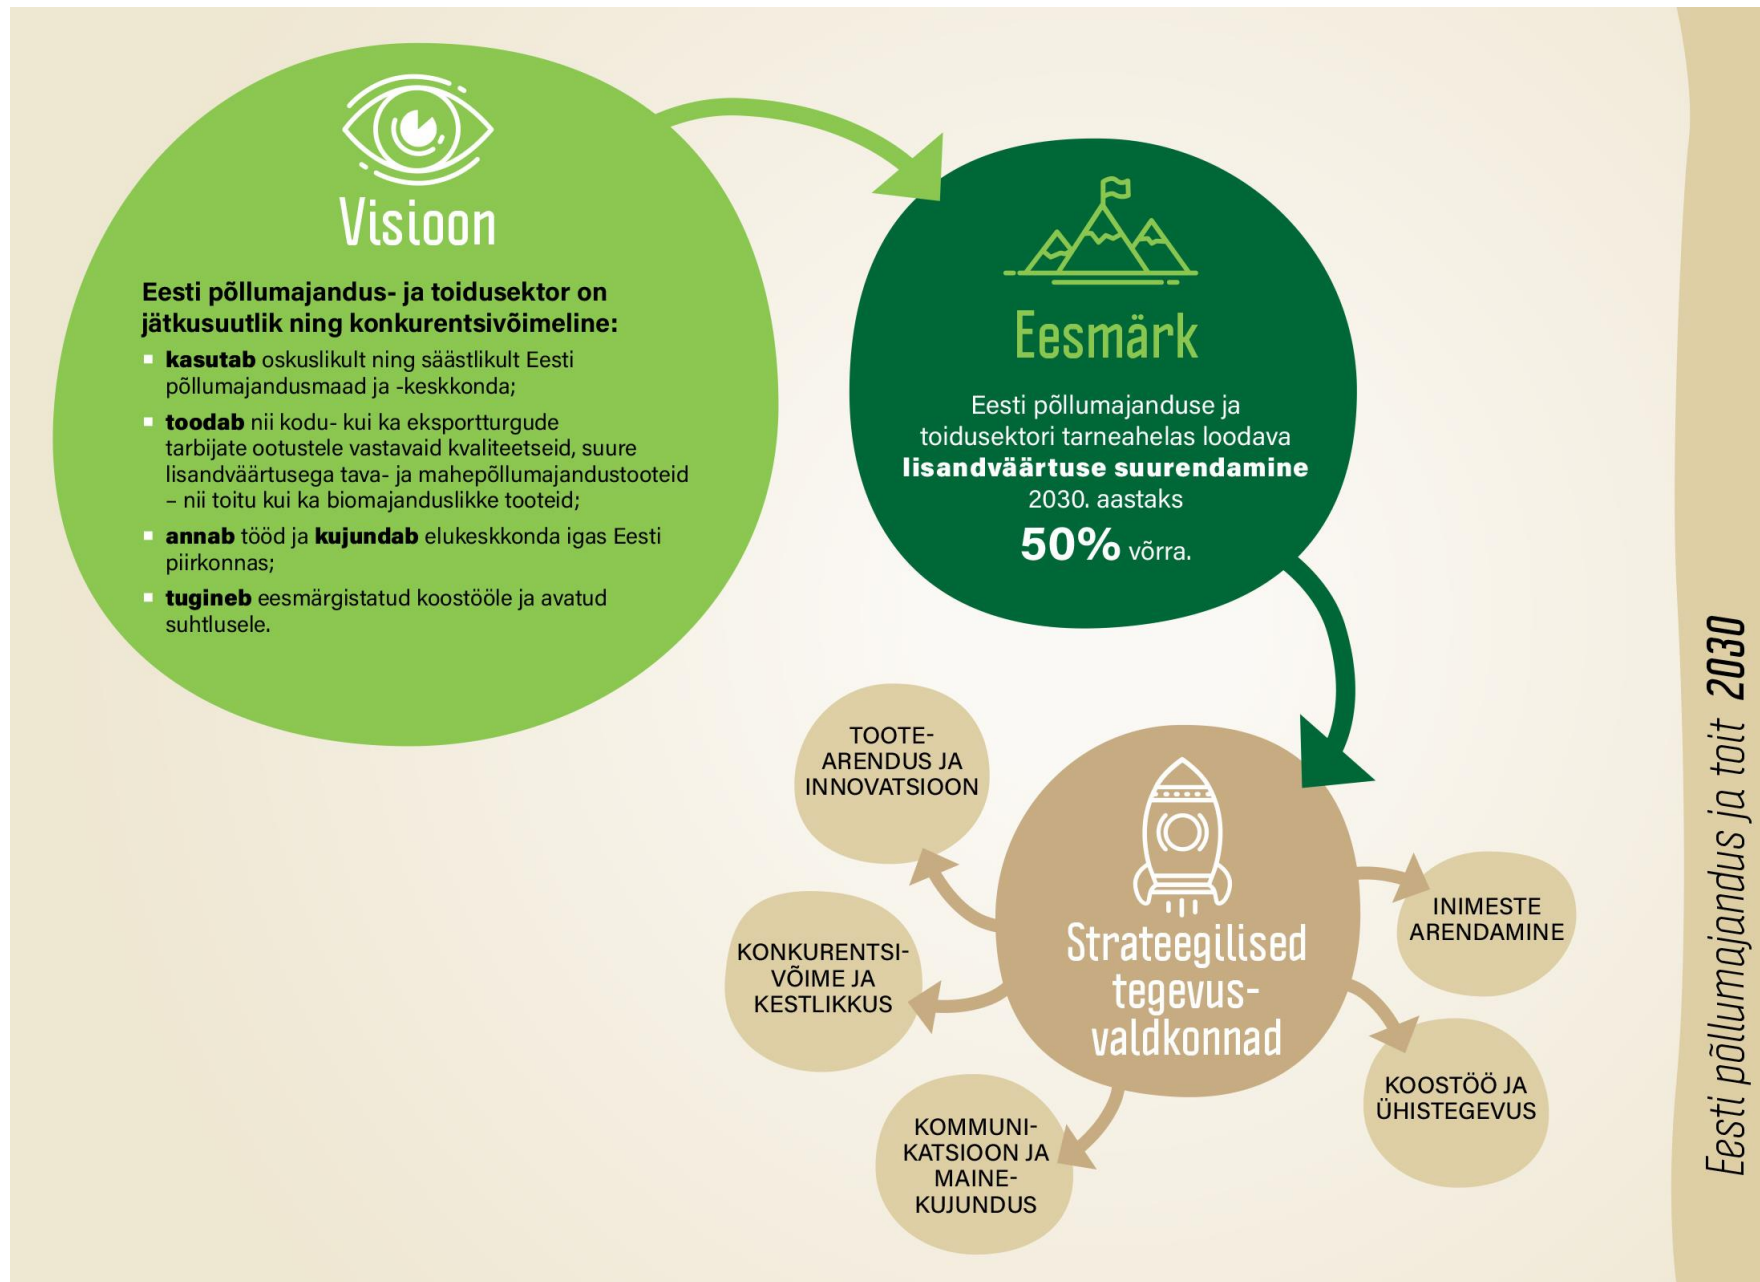 Visioon
Eesti põllumajandus- ja toidusektor on
jätkusuutlik ning konkurentsivõimeline:
kasutab oskuslikult ning säästlikult Eesti
põllumajandusmaad ja -keskkonda;
toodab nii kodu- kui ka eksportturgude
tarbijate ootustele vastavaid kvaliteetseid, suure
lisandväärtusega tava- ja mahepõllumajandustooteid
– nii toitu kui ka biomajanduslikke tooteid;
annab tööd ja kujundab elukeskkonda igas Eesti
piirkonnas;
tugineb eesmärgistatud koostööle ja avatud
suhtlusele.
Eesmärk
Eesti põllumajanduse ja
toidusektori tarneahelas loodava
lisandväärtuse suurendamine
2030. aastaks
50% võrra.
Strateegilised
tegevus-
valdkonnad
TOOTE-
ARENDUS JA
INNOVATSIOON
KONKURENTSI-
VÕIME JA
KESTLIKKUS
KOMMUNI-
KATSIOON JA
MAINE-
KUJUNDUS
INIMESTE
ARENDAMINE
KOOSTÖÖ JA
ÜHISTEGEVUS
Eesti põllumajandus ja toit 2030